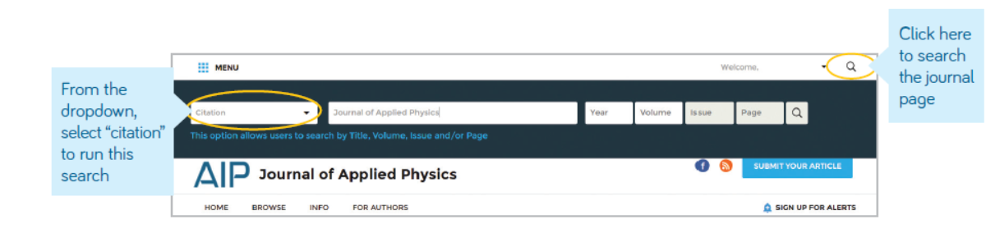 Click here
to search
the journal
page
MENU
Welcome,
From the
dropdown,
select “citation”
to run this
search
Citation
Journal of Applied Physics
Year
Volume
Issue
Page
This option allows users to search by Title, Volume, Issue and/or Page
AIP Journal of Applied Physics
f
SUBMIT YOUR ARTICLE
HOME BROWSE INFO FOR AUTHORS
SIGN UP FOR ALERTS